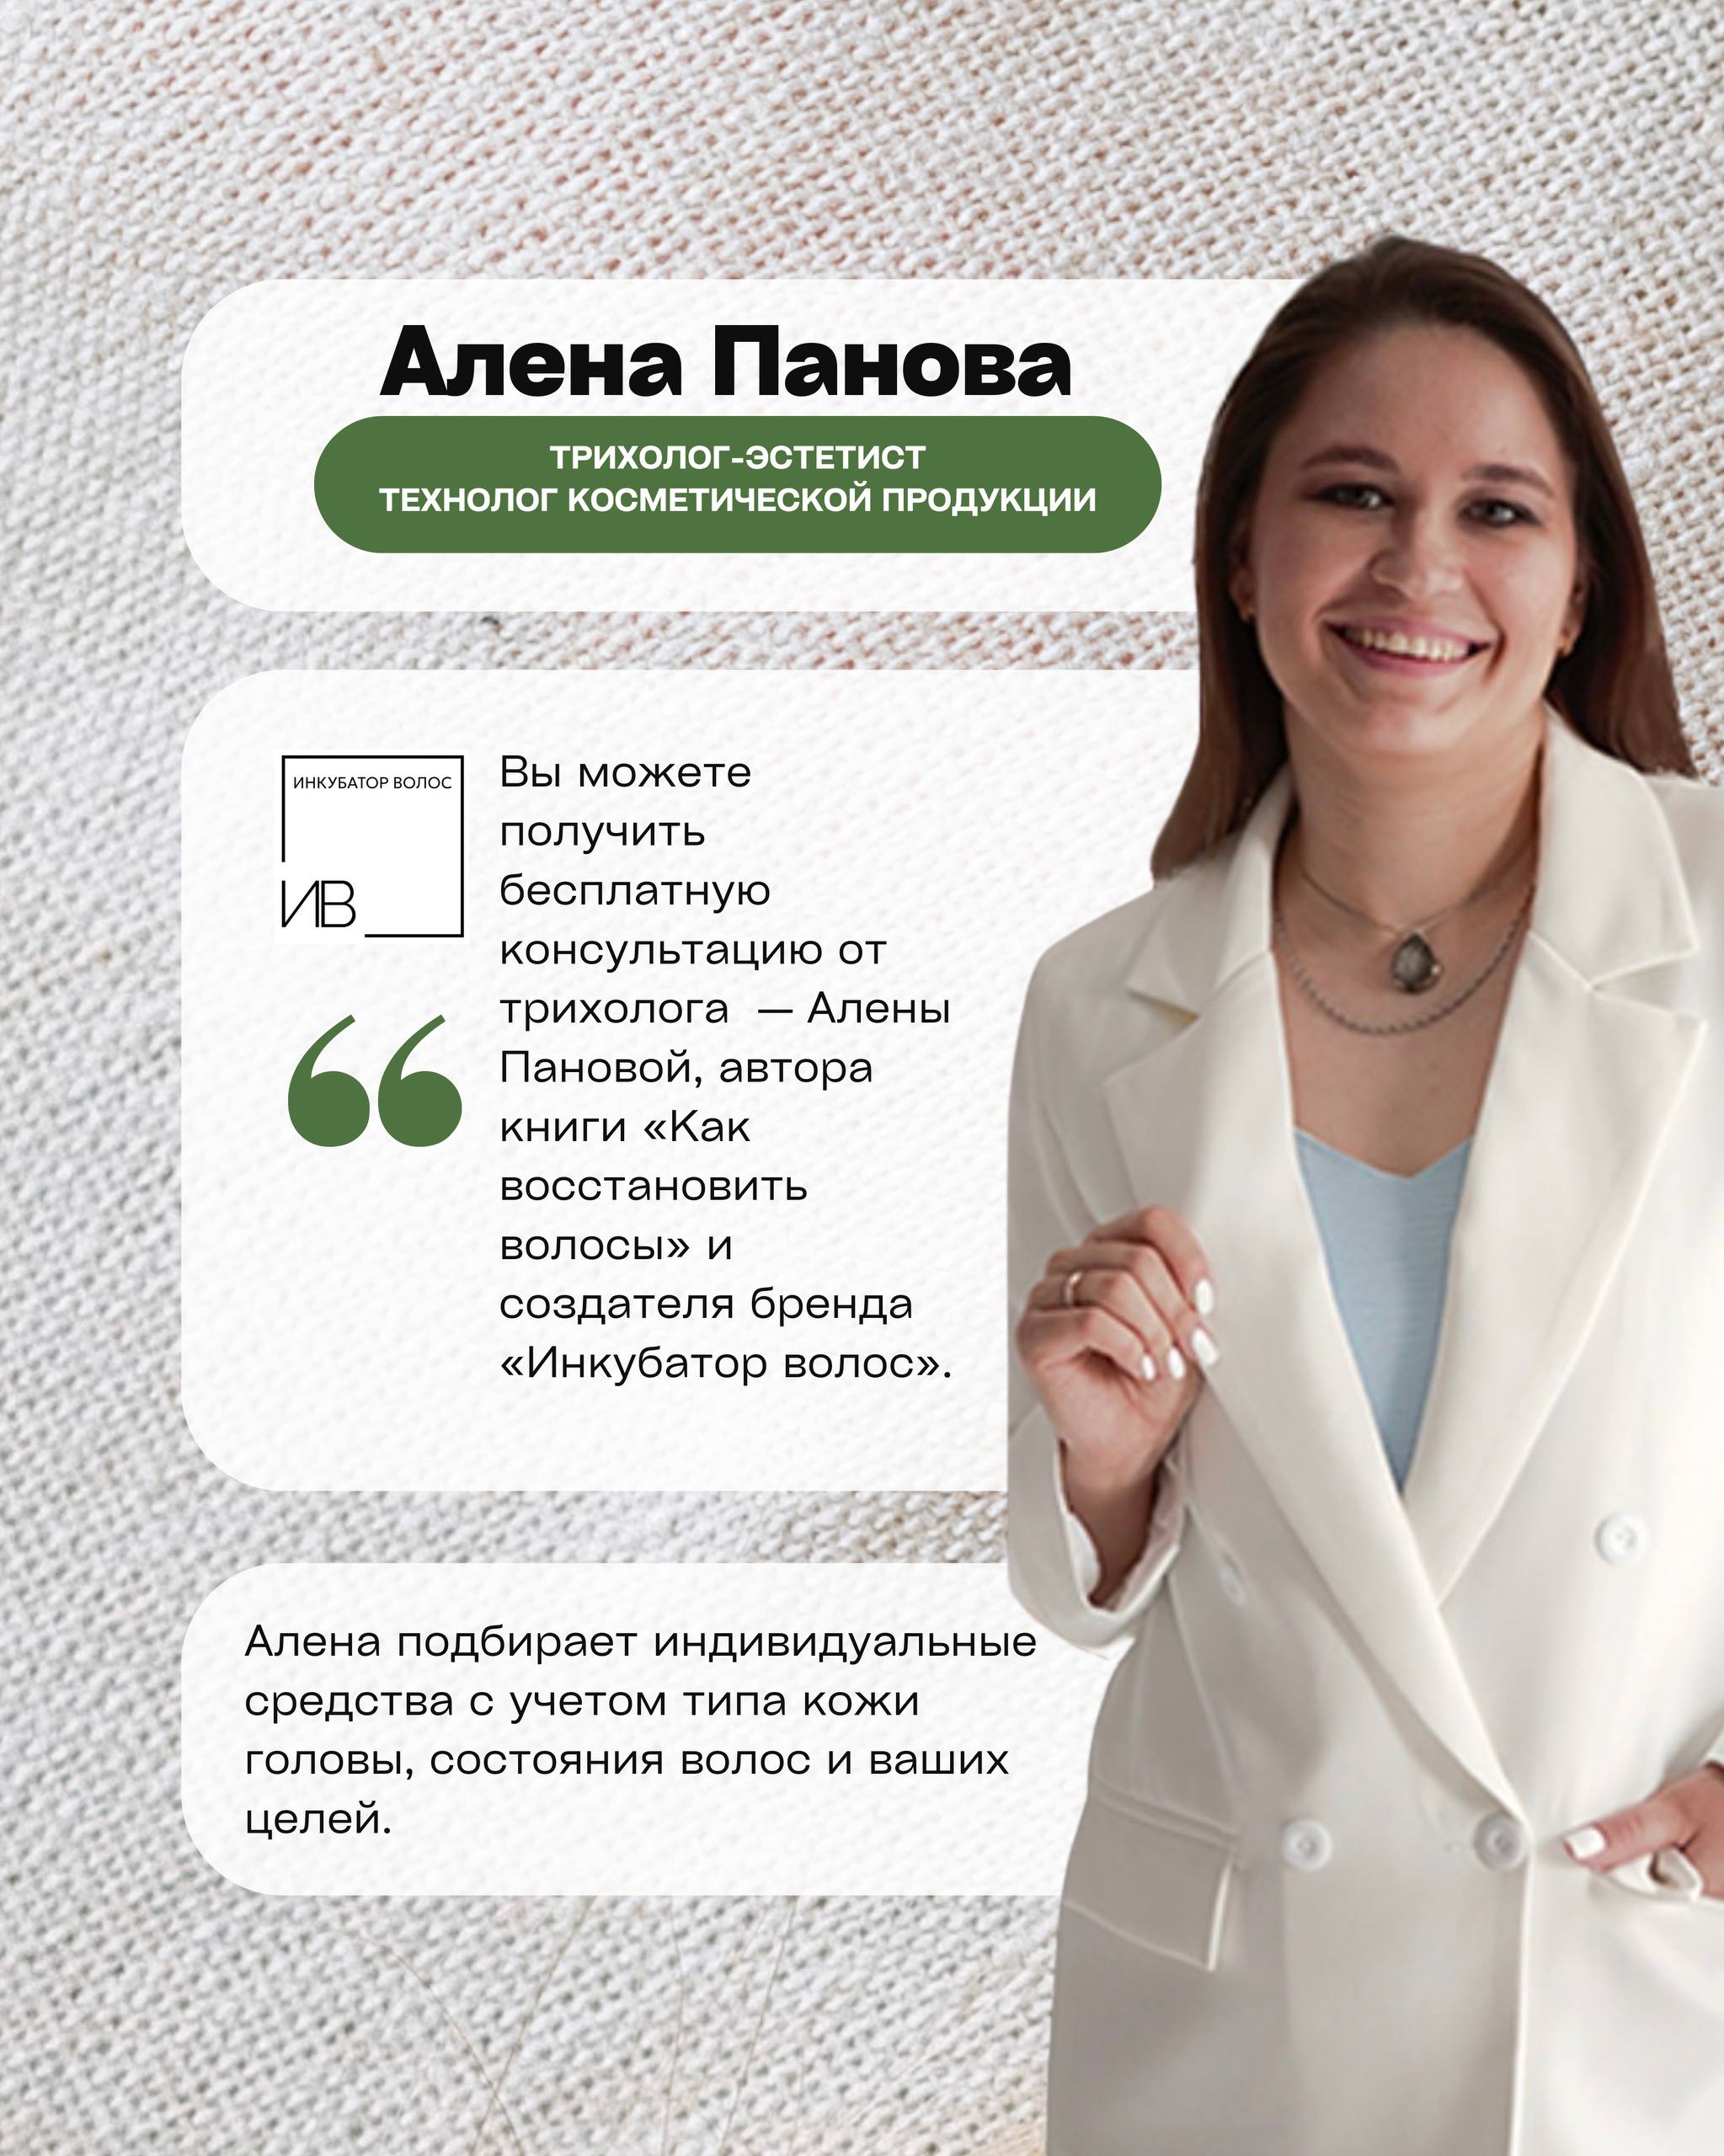 Алена Панова
ТРИХОЛОГ-ЭСТЕТИСТ
ТЕХНОЛОГ КОСМЕТИЧЕСКОЙ ПРОДУКЦИИ
ИНКУБАТОР ВОЛОС
ИВ
Вы можете
получить
бесплатную
консультацию от
трихолога — Алены
Пановой, автора
книги «Как
восстановить
волосы» и
создателя бренда
«Инкубатор волос».
Алена подбирает индивидуальные
средства с учетом типа кожи
головы, состояния волос и ваших
целей.